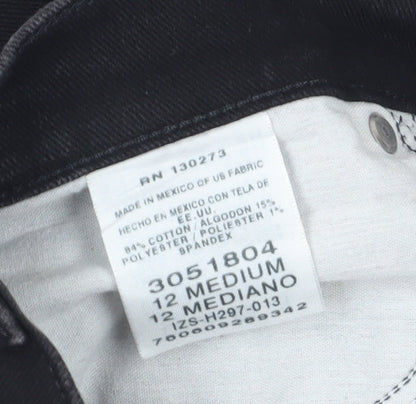 RN 130273
MADE IN MEXICO OF US FABRIC
HECHO EN MEXICO CON TELA DE
EE.UU.
84% COTTON / ALGODON 15%
POLYESTER / POLIESTER 1%
SPANDEX
3051804
12 MEDIUM
12 MEDIANO
IZS-H297-013
780809289342